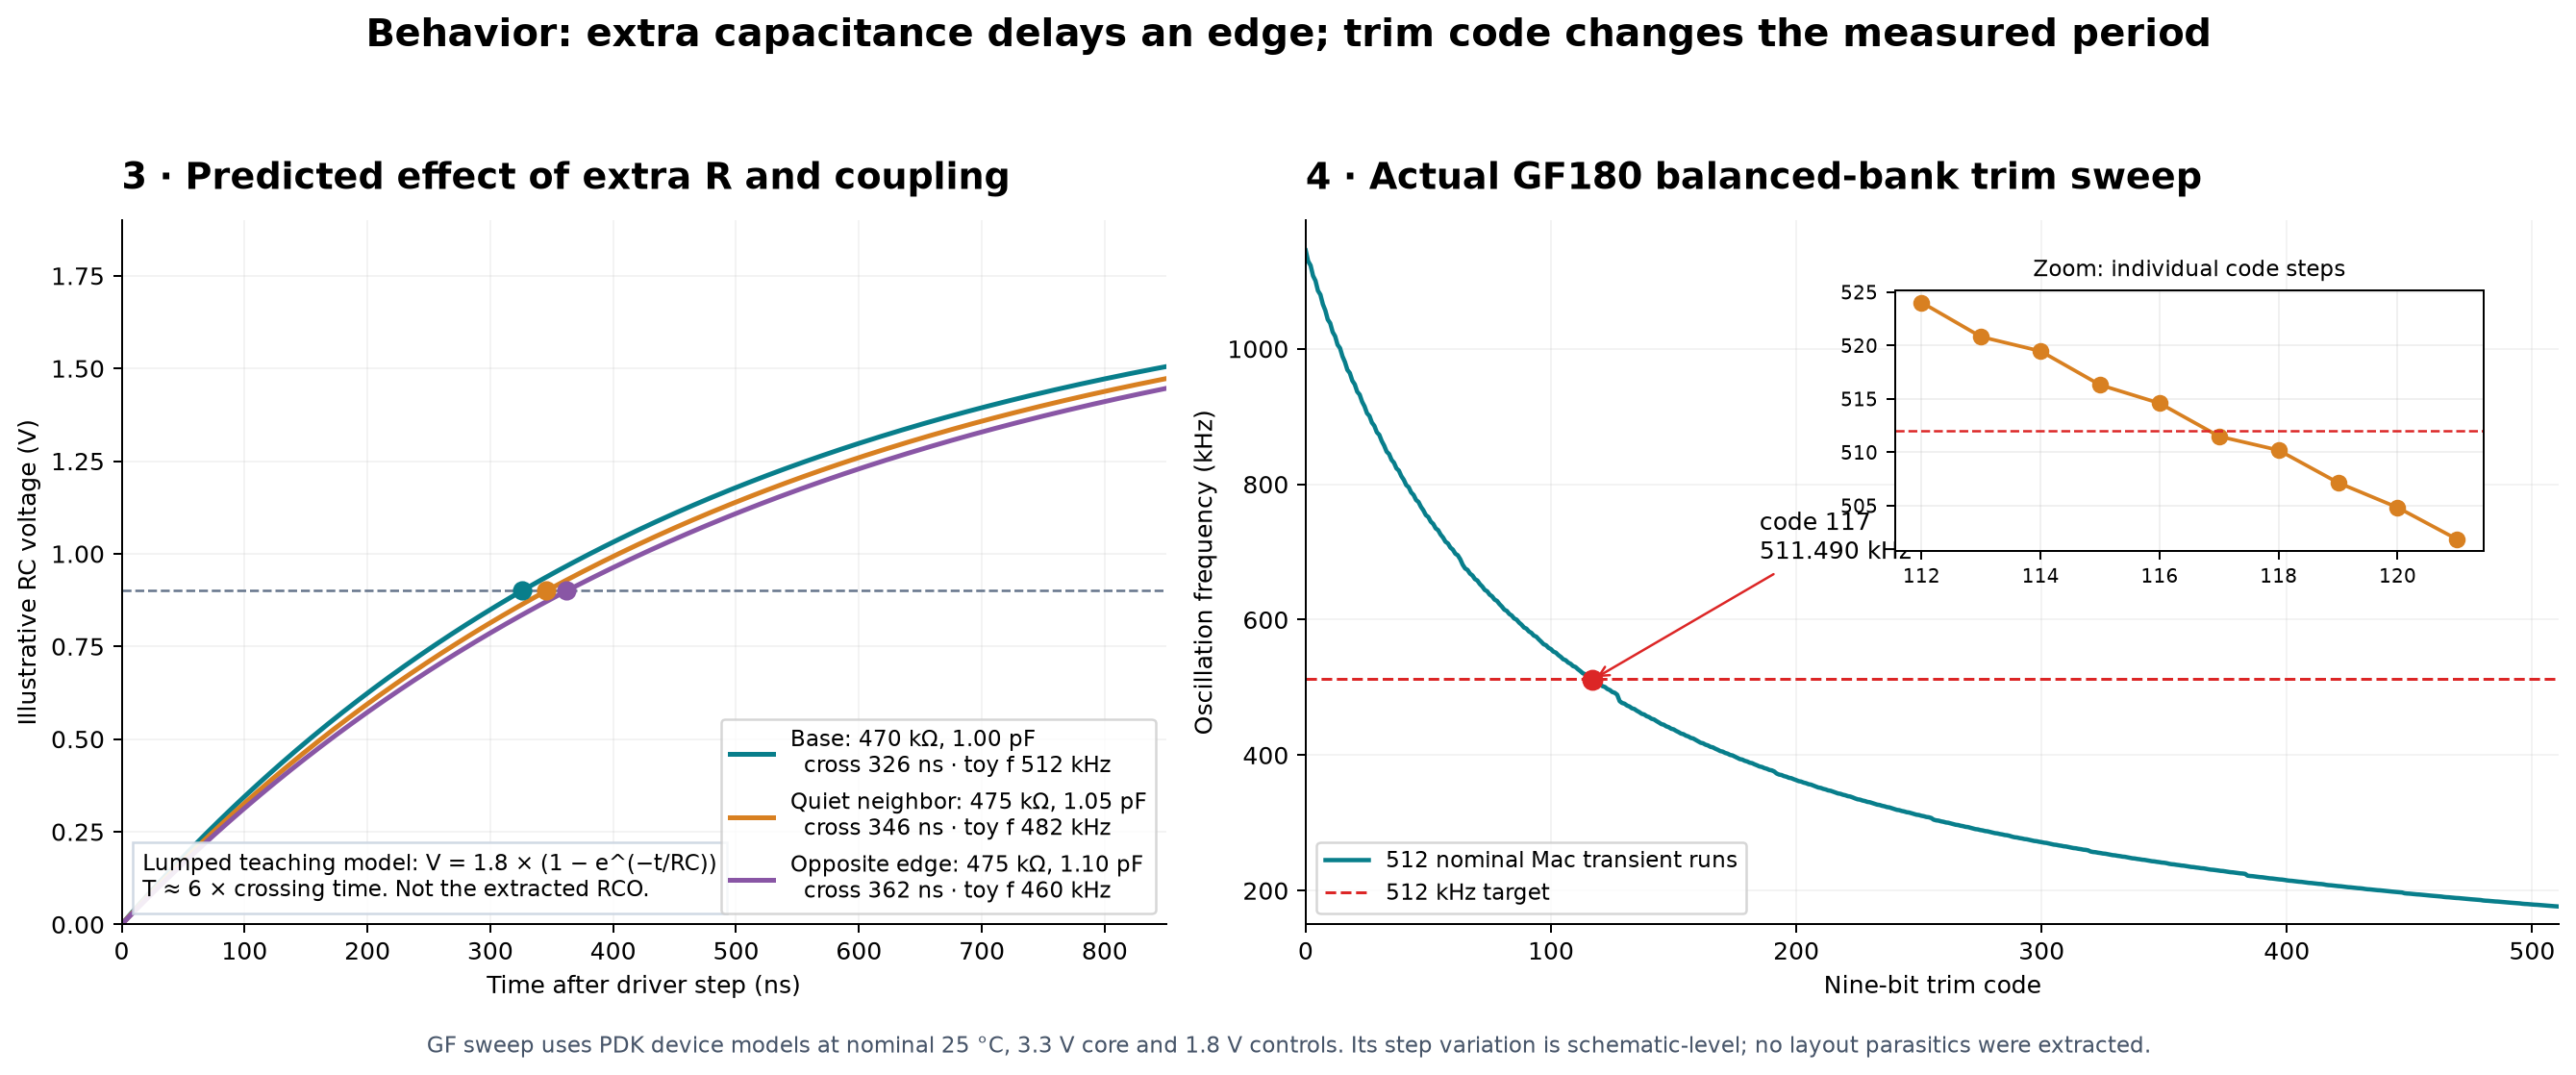 Behavior: extra capacitance delays an edge; trim code changes the measured period
3 · Predicted effect of extra R and coupling
Illustrative RC voltage (V)
1.75
1.50
1.25
1.00
0.75
0.50
0.25
0.00
Base: 470 kΩ, 1.00 pF
cross 326 ns · toy f 512 kHz
Quiet neighbor: 475 kΩ, 1.05 pF
cross 346 ns · toy f 482 kHz
Opposite edge: 475 kΩ, 1.10 pF
cross 362 ns · toy f 460 kHz
Lumped teaching model: V = 1.8 × (1 − e^(−t/RC))
T ≈ 6 × crossing time. Not the extracted RCO.
0 100 200 300 400 500 600 700 800
Time after driver step (ns)
4 · Actual GF180 balanced-bank trim sweep
Oscillation frequency (kHz)
1000
800
600
400
200
Zoom: individual code steps
525
520
515
510
505
112 114 116 118 120
code 117
511.490 kHz
512 nominal Mac transient runs
512 kHz target
0 100 200 300 400 500
Nine-bit trim code
GF sweep uses PDK device models at nominal 25 °C, 3.3 V core and 1.8 V controls. Its step variation is schematic-level; no layout parasitics were extracted.